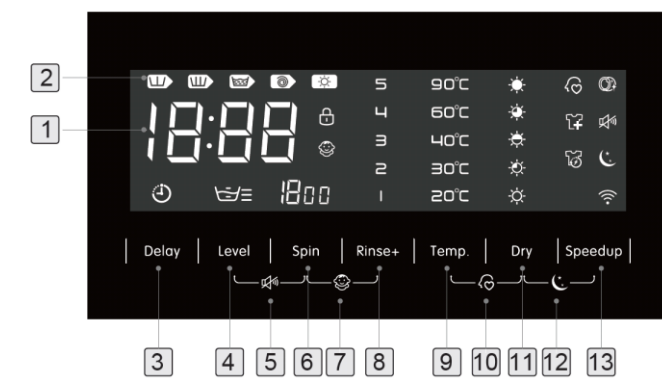 2
5 90°C
1
18:88
4 60°C
3 40°C
2 30°C
1800
1 20°C
Delay Level Spin Rinse+ Temp. Dry Speedup
3 4 5 6 7 8 9 10 11 12 13